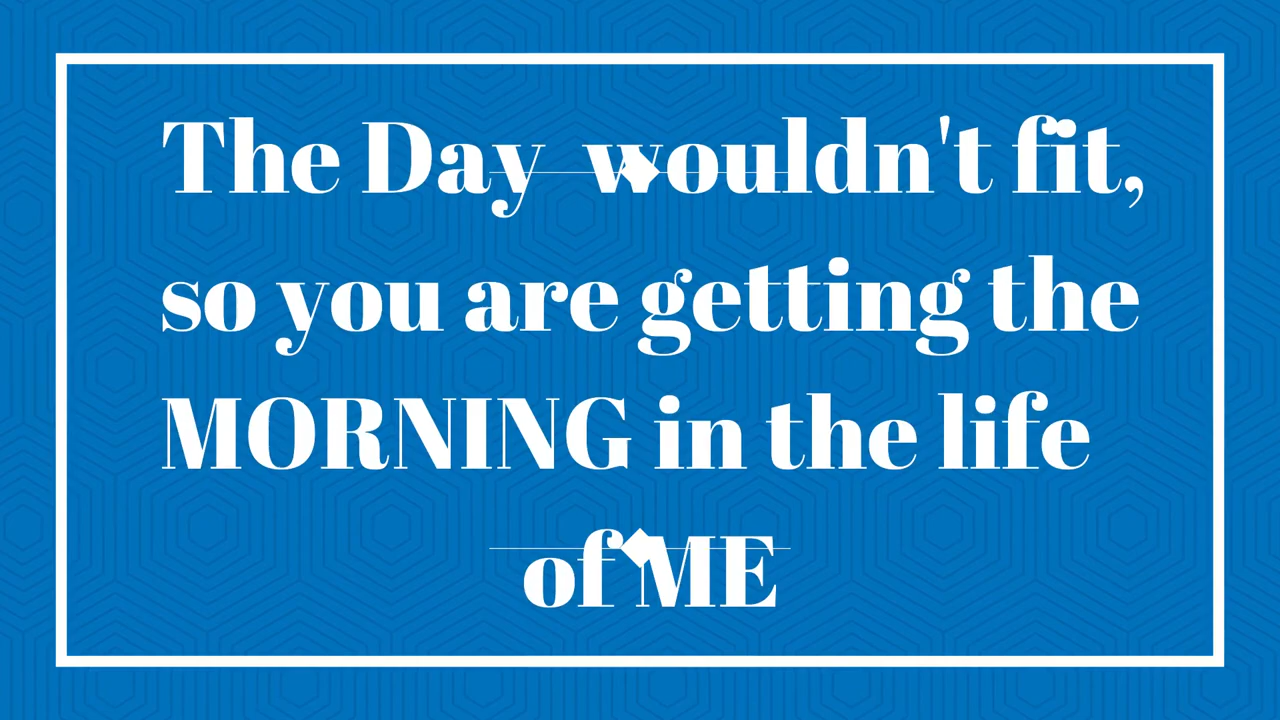 The Day wouldn't fit,
so you are getting the
MORNING in the life
of ME